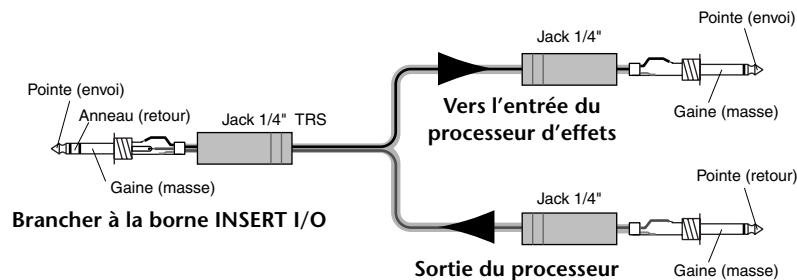 Pointe (envoi)
Anneau (retour)
Jack 1/4" TRS
Gaine (masse)
Brancher à la borne INSERT I/O
Jack 1/4"
Pointe (envoi)
Gaine (masse)
Vers l'entrée du
processeur d'effets
Jack 1/4"
Pointe (retour)
Gaine (masse)
Sortie du processeur